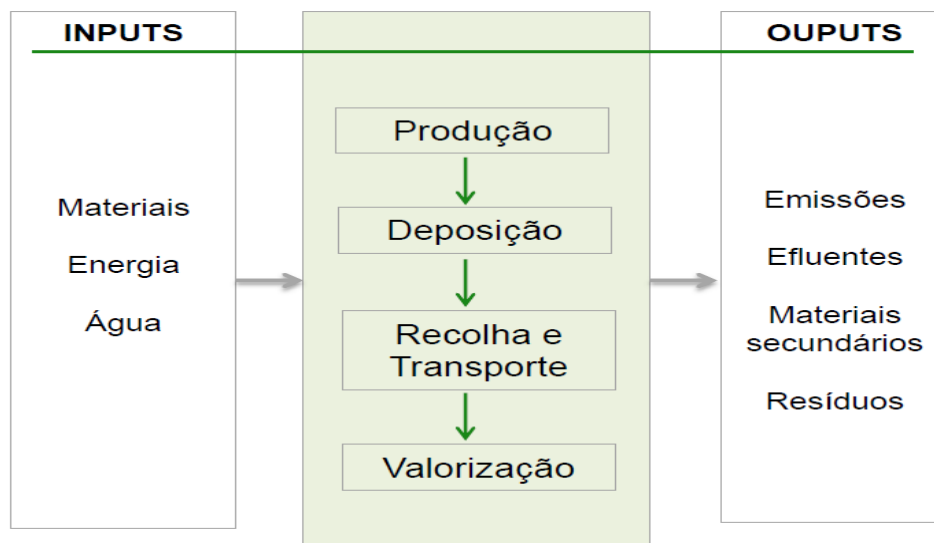 INPUTS
Materiais
Energia
Água
Produção
Deposição
Recolha e
Transporte
Valorização
OUPUTS
Emissões
Efluentes
Materiais
secundários
Resíduos